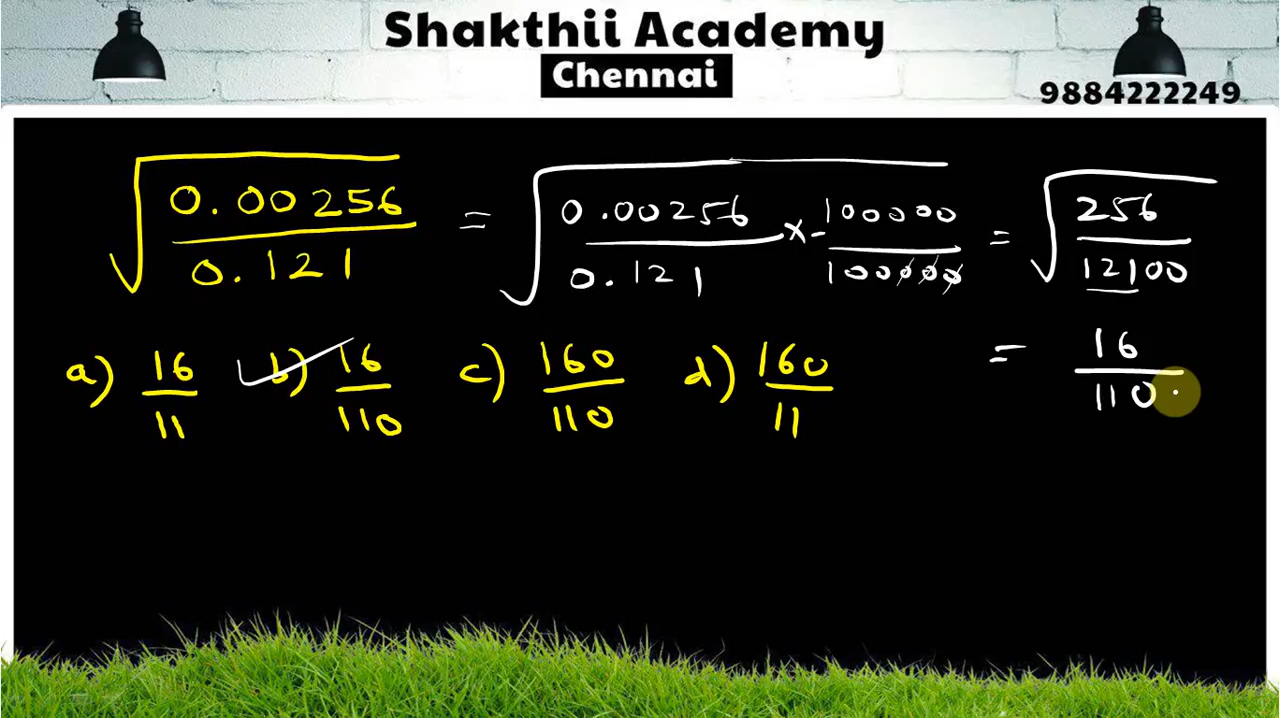 Shakthii Academy
Chennai
9884222249
√(0.00256 / 0.121) = √(0.00256 / 0.121 × 100000 / 100000) = √(256 / 12100)
a) 16/11 b) 16/110 c) 160/110 d) 160/11
= 16/110